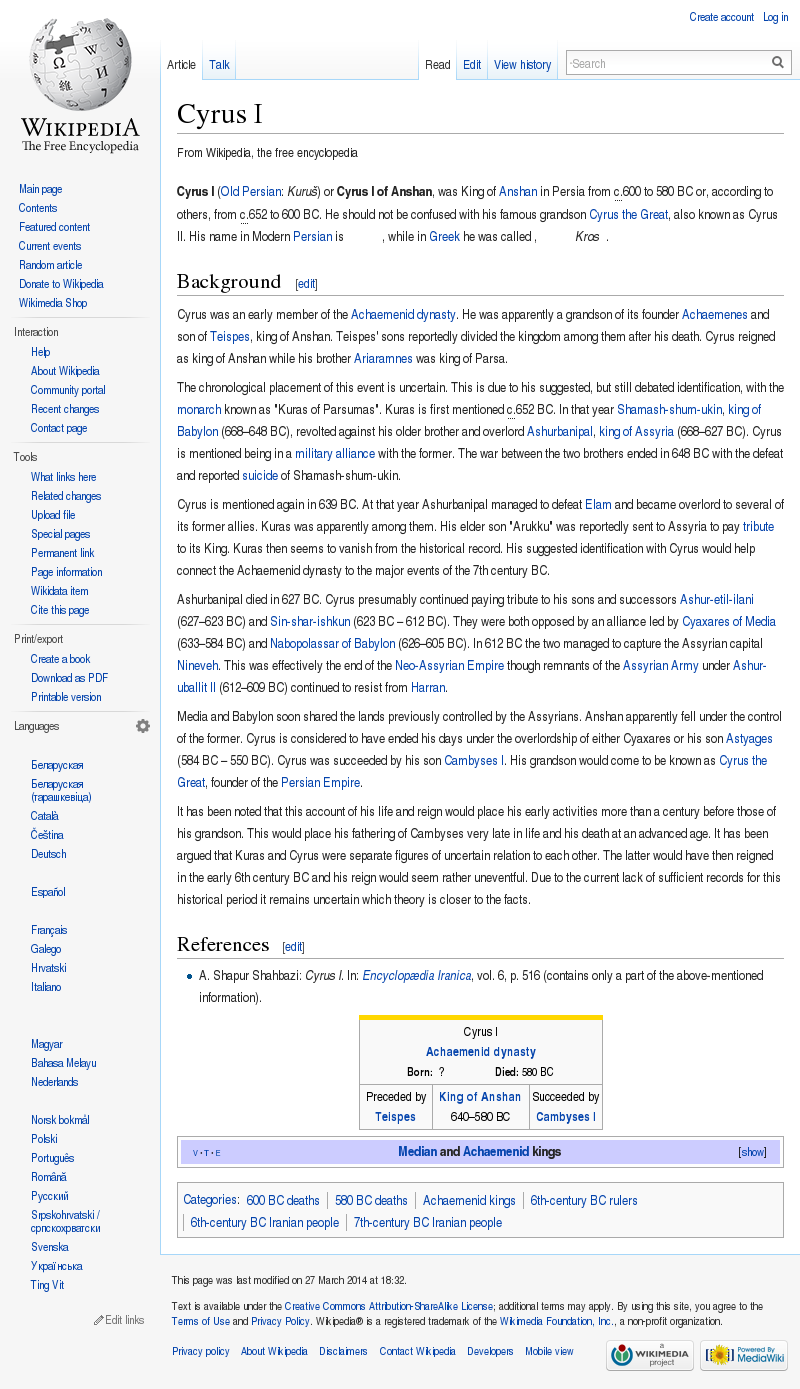 Create account Log in
Article Talk Read Edit View history Search
WIKIPEDIA
The Free Encyclopedia
Main page
Contents
Featured content
Current events
Random article
Donate to Wikipedia
Wikimedia Shop
Interaction
Help
About Wikipedia
Community portal
Recent changes
Contact page
Tools
What links here
Related changes
Upload file
Special pages
Permanent link
Page information
Wikidata item
Cite this page
Print/export
Create a book
Download as PDF
Printable version
Languages
Беларуская
Беларуская
(тарашкевіца)
Català
Čeština
Deutsch
Español
Français
Galego
Hrvatski
Italiano
Magyar
Bahasa Melayu
Nederlands
Norsk bokmål
Polski
Português
Română
Русский
Srpskohrvatski /
српскохрватски
Svenska
Українська
Tiếng Việt
Edit links
Cyrus I
From Wikipedia, the free encyclopedia
Cyrus I (Old Persian: Kuruš) or Cyrus I of Anshan, was King of Anshan in Persia from c.600 to 580 BC or, according to
others, from c.652 to 600 BC. He should not be confused with his famous grandson Cyrus the Great, also known as Cyrus
II. His name in Modern Persian is , while in Greek he was called , Kros .
Background [edit]
Cyrus was an early member of the Achaemenid dynasty. He was apparently a grandson of its founder Achaemenes and
son of Teispes, king of Anshan. Teispes' sons reportedly divided the kingdom among them after his death. Cyrus reigned
as king of Anshan while his brother Ariaramnes was king of Parsa.
The chronological placement of this event is uncertain. This is due to his suggested, but still debated identification, with the
monarch known as "Kuras of Parsumas". Kuras is first mentioned c.652 BC. In that year Shamash-shum-ukin, king of
Babylon (668–648 BC), revolted against his older brother and overlord Ashurbanipal, king of Assyria (668–627 BC). Cyrus
is mentioned being in a military alliance with the former. The war between the two brothers ended in 648 BC with the defeat
and reported suicide of Shamash-shum-ukin.
Cyrus is mentioned again in 639 BC. At that year Ashurbanipal managed to defeat Elam and became overlord to several of
its former allies. Kuras was apparently among them. His elder son "Arukku" was reportedly sent to Assyria to pay tribute
to its King. Kuras then seems to vanish from the historical record. His suggested identification with Cyrus would help
connect the Achaemenid dynasty to the major events of the 7th century BC.
Ashurbanipal died in 627 BC. Cyrus presumably continued paying tribute to his sons and successors Ashur-etil-ilani
(627–623 BC) and Sin-shar-ishkun (623 BC – 612 BC). They were both opposed by an alliance led by Cyaxares of Media
(633–584 BC) and Nabopolassar of Babylon (626–605 BC). In 612 BC the two managed to capture the Assyrian capital
Nineveh. This was effectively the end of the Neo-Assyrian Empire though remnants of the Assyrian Army under Ashur-
uballit II (612–609 BC) continued to resist from Harran.
Media and Babylon soon shared the lands previously controlled by the Assyrians. Anshan apparently fell under the control
of the former. Cyrus is considered to have ended his days under the overlordship of either Cyaxares or his son Astyages
(584 BC – 550 BC). Cyrus was succeeded by his son Cambyses I. His grandson would come to be known as Cyrus the
Great, founder of the Persian Empire.
It has been noted that this account of his life and reign would place his early activities more than a century before those of
his grandson. This would place his fathering of Cambyses very late in life and his death at an advanced age. It has been
argued that Kuras and Cyrus were separate figures of uncertain relation to each other. The latter would have then reigned
in the early 6th century BC and his reign would seem rather uneventful. Due to the current lack of sufficient records for this
historical period it remains uncertain which theory is closer to the facts.
References [edit]
A. Shapur Shahbazi: Cyrus I. In: Encyclopædia Iranica, vol. 6, p. 516 (contains only a part of the above-mentioned
information).
Cyrus I
Achaemenid dynasty
Born: ? Died: 580 BC
Preceded by King of Anshan Succeeded by
Teispes 640–580 BC Cambyses I
V · T · E Median and Achaemenid kings [show]
Categories: 600 BC deaths 580 BC deaths Achaemenid kings 6th-century BC rulers
6th-century BC Iranian people 7th-century BC Iranian people
This page was last modified on 27 March 2014 at 18:32.
Text is available under the Creative Commons Attribution-ShareAlike License; additional terms may apply. By using this site, you agree to the
Terms of Use and Privacy Policy. Wikipedia® is a registered trademark of the Wikimedia Foundation, Inc., a non-profit organization.
Privacy policy About Wikipedia Disclaimers Contact Wikipedia Developers Mobile view
a WIKIMEDIA project
Powered By MediaWiki